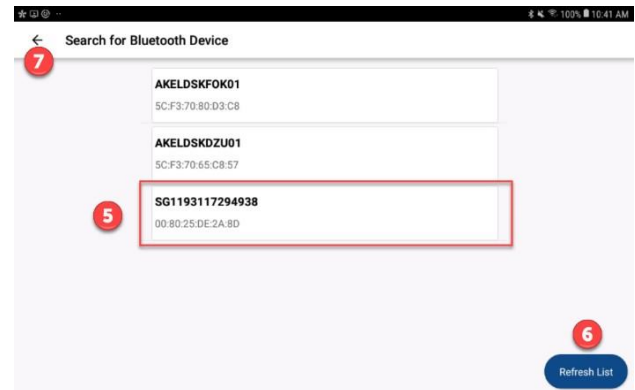 100% 10:41 AM
Search for Bluetooth Device
7
AKELDSKFOK01
5C:F3:70:80:D3:C8
AKELDSKDZU01
5C:F3:70:65:C8:57
5
SG1193117294938
00:80:25:DE:2A:8D
6
Refresh List